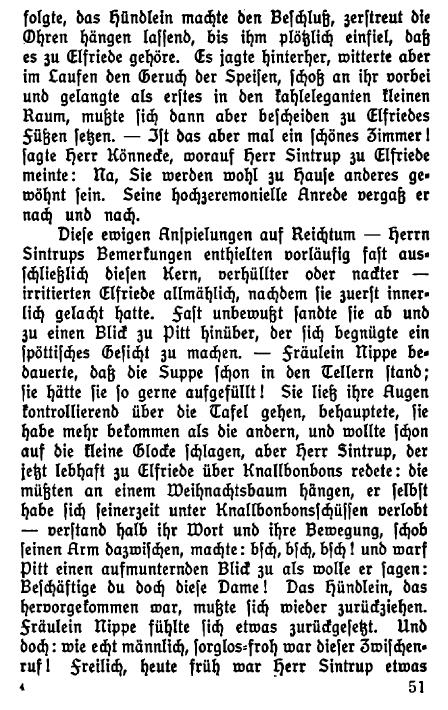 folgte, das Hündlein machte den Beschluß, zerstreut die
Ohren hängen lassend, bis ihm plötzlich einfiel, daß
es zu Elfriede gehöre. Es jagte hinterher, witterte aber
im Laufen den Geruch der Speisen, schoß an ihr vorbei
und gelangte als erstes in den kahleleganten kleinen
Raum, mußte sich dann aber bescheiden zu Elfriedes
Füßen setzen. — Ist das aber mal ein schönes Zimmer!
sagte Herr Könnecke, worauf Herr Sintrup zu Elfriede
meinte: Na, Sie werden wohl zu Hause anderes ge-
wöhnt sein. Seine hochzeremonielle Anrede vergaß er
nach und nach.
Diese ewigen Anspielungen auf Reichtum — Herrn
Sintrups Bemerkungen enthielten vorläufig fast aus-
schließlich diesen Kern, verhüllter oder nackter —
irritierten Elfriede allmählich, nachdem sie zuerst inner-
lich gelacht hatte. Fast unbewußt sandte sie ab und
zu einen Blick zu Pitt hinüber, der sich begnügte ein
spöttisches Gesicht zu machen. — Fräulein Nippe be-
dauerte, daß die Suppe schon in den Tellern stand;
sie hätte sie so gerne aufgefüllt! Sie ließ ihre Augen
kontrollierend über die Tafel gehen, behauptete, sie
habe mehr bekommen als die andern, und wollte schon
auf die kleine Glocke schlagen, aber Herr Sintrup, der
jetzt lebhaft zu Elfriede über Knallbonbons redete: die
müßten an einem Weihnachtsbaum hängen, er selbst
habe sich seinerzeit unter Knallbonbonsschüssen verlobt
— verstand halb ihr Wort und ihre Bewegung, schob
seinen Arm dazwischen, machte: bsch, bsch, bsch! und warf
Pitt einen aufmunternden Blick zu als wolle er sagen:
Beschäftige du doch diese Dame! Das Hündlein, das
hervorgekommen war, mußte sich wieder zurückziehen.
Fräulein Nippe fühlte sich etwas zurückgesetzt. Und
doch: wie echt männlich, sorglos-froh war dieser Zwischen-
ruf! Freilich, heute früh war Herr Sintrup etwas
4 51